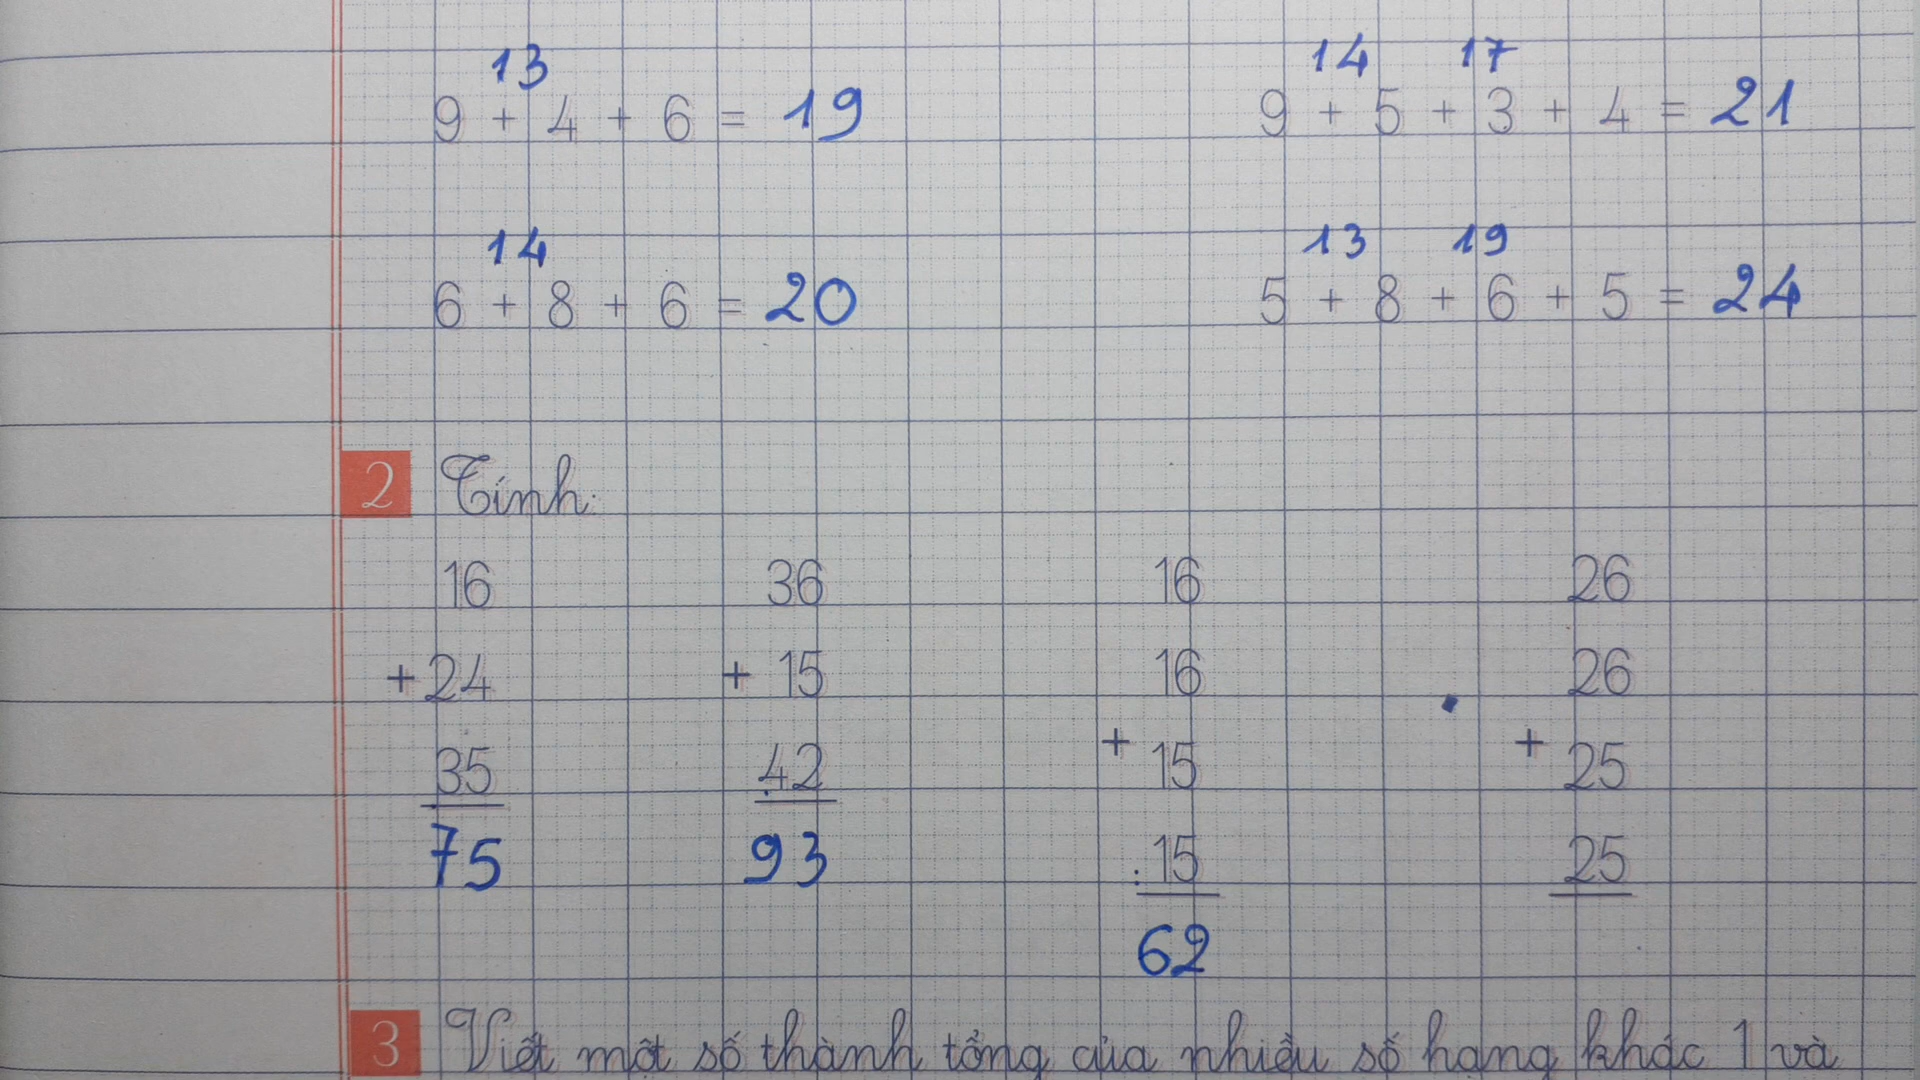 13 14 17
9 + 4 + 6 = 19 9 + 5 + 3 + 4 = 21
14 13 19
6 + 8 + 6 = 20 5 + 8 + 6 + 5 = 24
2 Tính:
16 36 16 26
+ 24 + 15 16 26
35 42 + 15 + 25
75 93 15 25
62
3 Viết một số thành tổng của nhiều số hạng khác 1 và